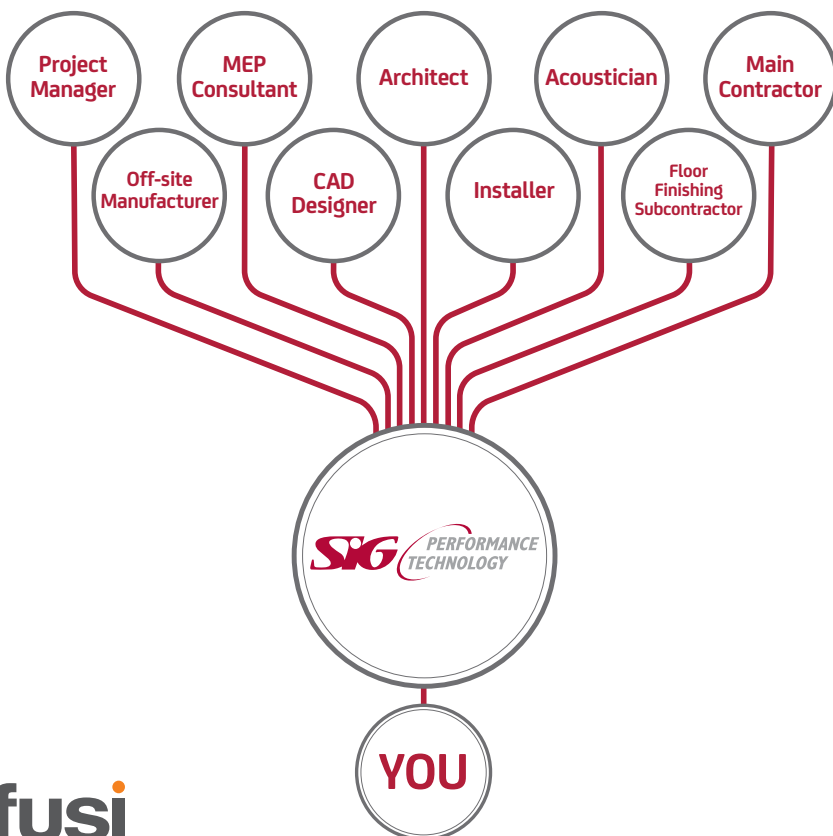 Project
Manager
MEP
Consultant
Architect
Acoustician
Main
Contractor
Off-site
Manufacturer
CAD
Designer
Installer
Floor
Finishing
Subcontractor
SiG PERFORMANCE
TECHNOLOGY
YOU
fusi